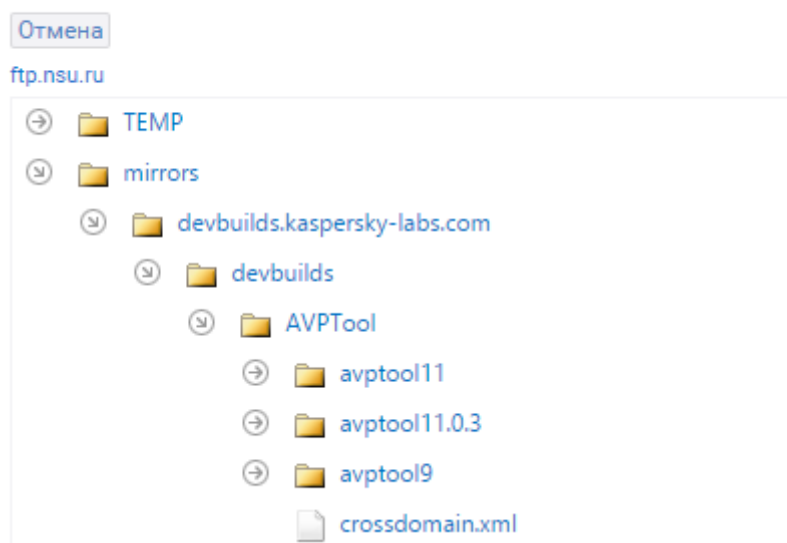 Отмена
ftp.nsu.ru
TEMP
mirrors
devbuilds.kaspersky-labs.com
devbuilds
AVPTool
avptool11
avptool11.0.3
avptool9
crossdomain.xml